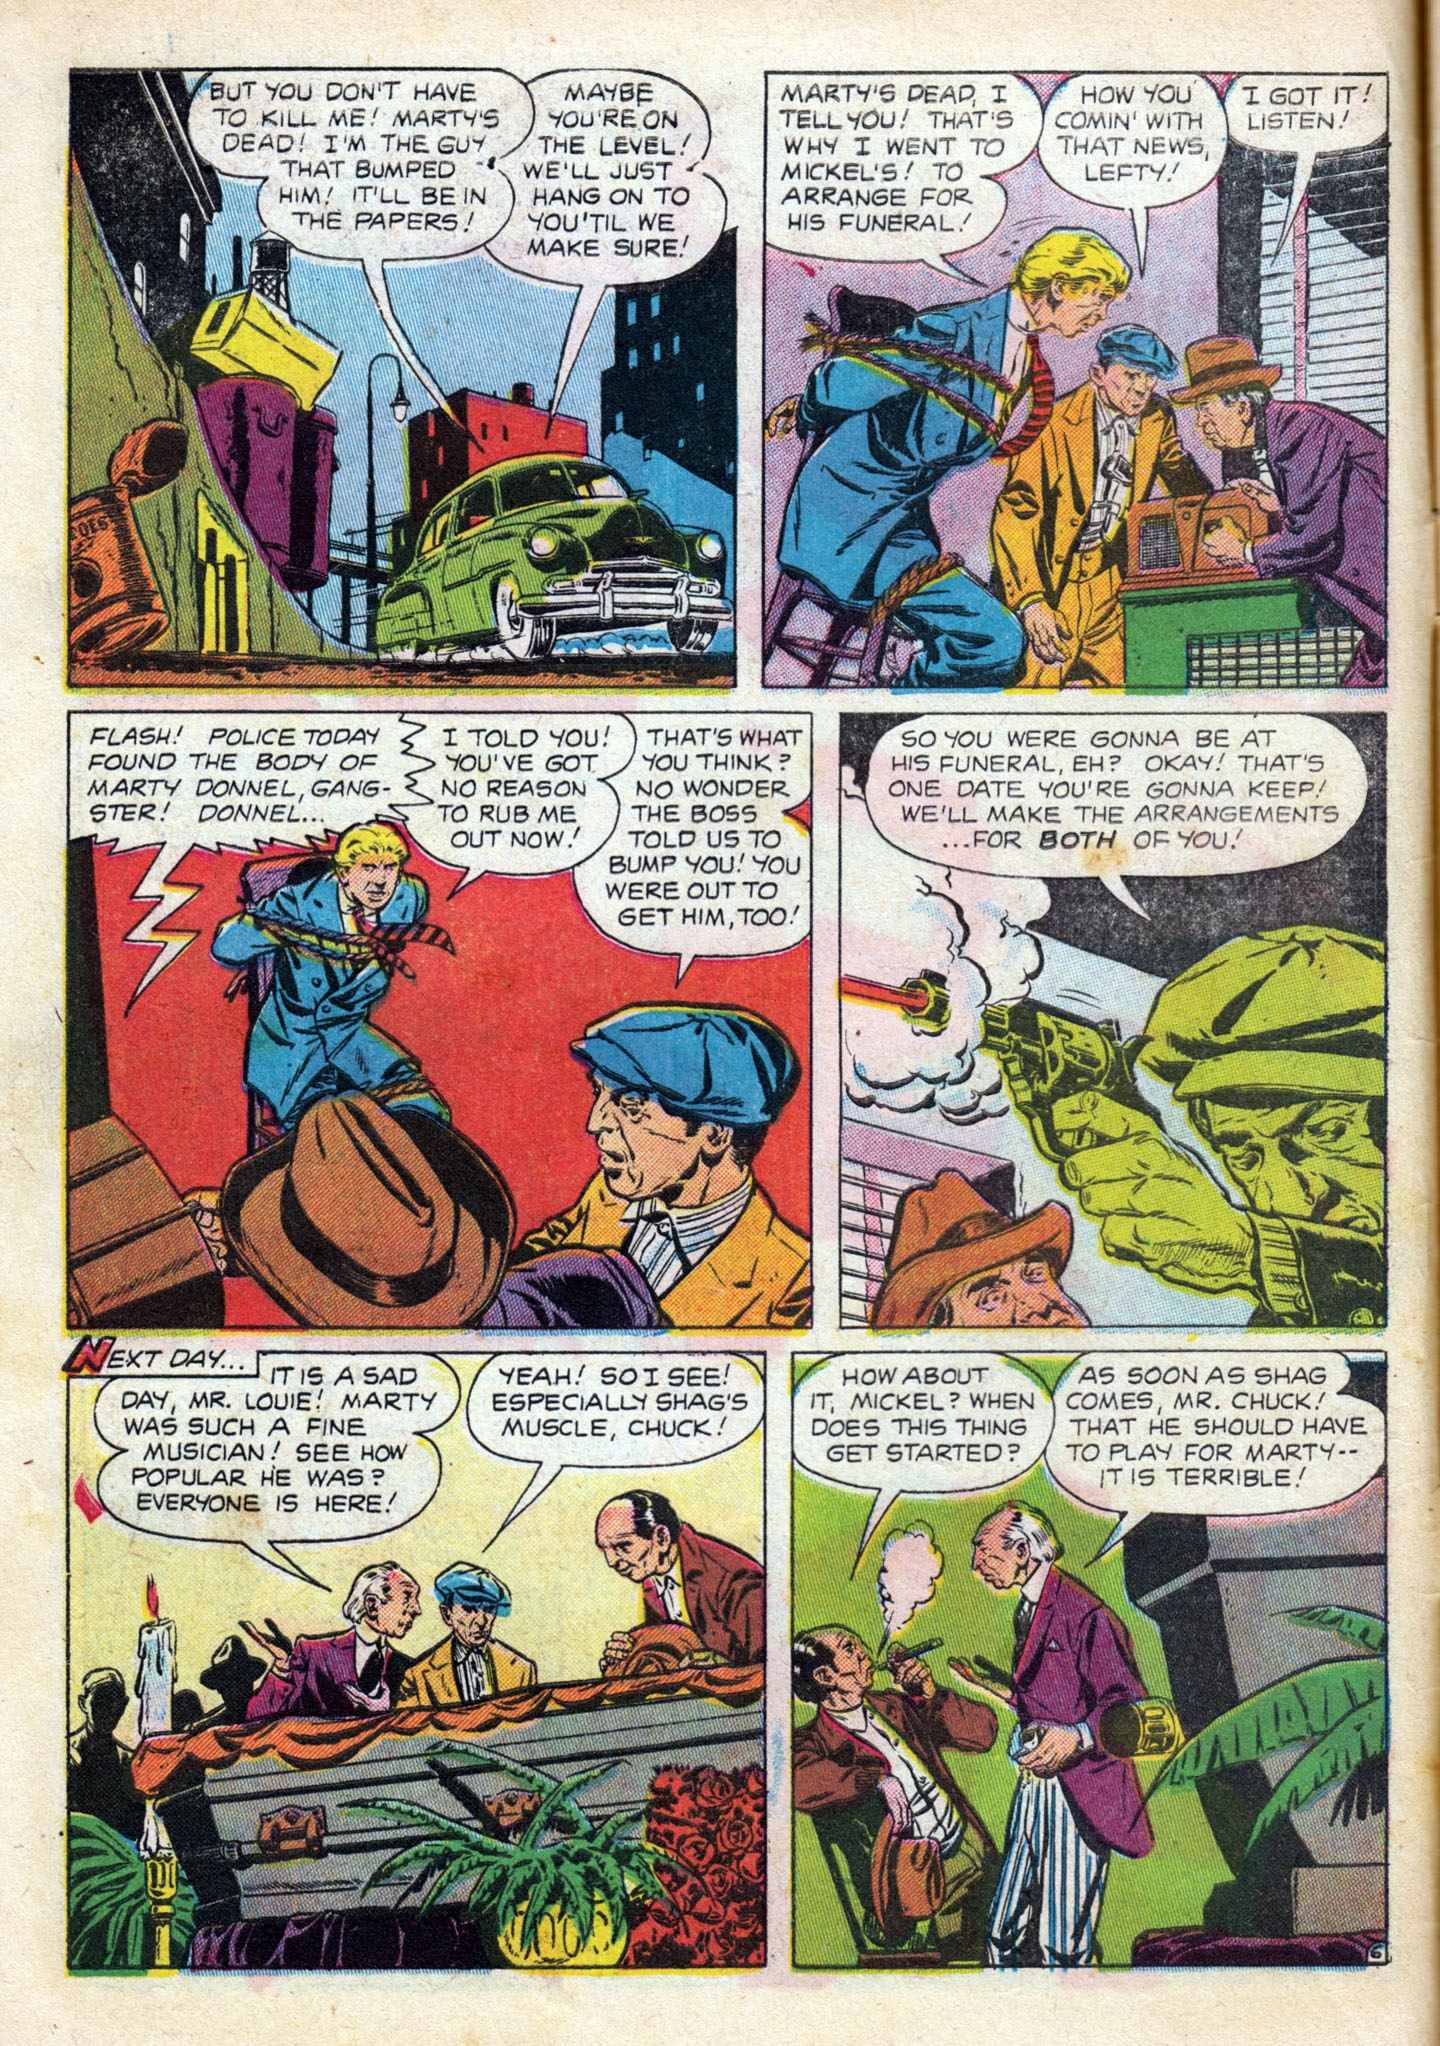 BUT YOU DON'T HAVE
TO KILL ME! MARTY'S
DEAD! I'M THE GUY
THAT BUMPED
HIM! IT'LL BE IN
THE PAPERS!
MAYBE
YOU'RE ON
THE LEVEL!
WE'LL JUST
HANG ON TO
YOU 'TIL WE
MAKE SURE!
MARTY'S DEAD, I
TELL YOU! THAT'S
WHY I WENT TO
MICKEL'S! TO
ARRANGE FOR
HIS FUNERAL!
HOW YOU
COMIN' WITH
THAT NEWS,
LEFTY!
I GOT IT!
LISTEN!
FLASH! POLICE TODAY
FOUND THE BODY OF
MARTY DONNEL, GANG-
STER! DONNEL...
I TOLD YOU!
YOU'VE GOT
NO REASON
TO RUB ME
OUT NOW!
THAT'S WHAT
YOU THINK?
NO WONDER
THE BOSS
TOLD US TO
BUMP YOU! YOU
WERE OUT TO
GET HIM, TOO!
SO YOU WERE GONNA BE AT
HIS FUNERAL, EH? OKAY! THAT'S
ONE DATE YOU'RE GONNA KEEP!
WE'LL MAKE THE ARRANGEMENTS
...FOR BOTH OF YOU!
NEXT DAY...
IT IS A SAD
DAY, MR. LOUIE! MARTY
WAS SUCH A FINE
MUSICIAN! SEE HOW
POPULAR HE WAS?
EVERYONE IS HERE!
YEAH! SO I SEE!
ESPECIALLY SHAG'S
MUSCLE, CHUCK!
HOW ABOUT
IT, MICKEL? WHEN
DOES THIS THING
GET STARTED?
AS SOON AS SHAG
COMES, MR. CHUCK!
THAT HE SHOULD HAVE
TO PLAY FOR MARTY--
IT IS TERRIBLE!
6